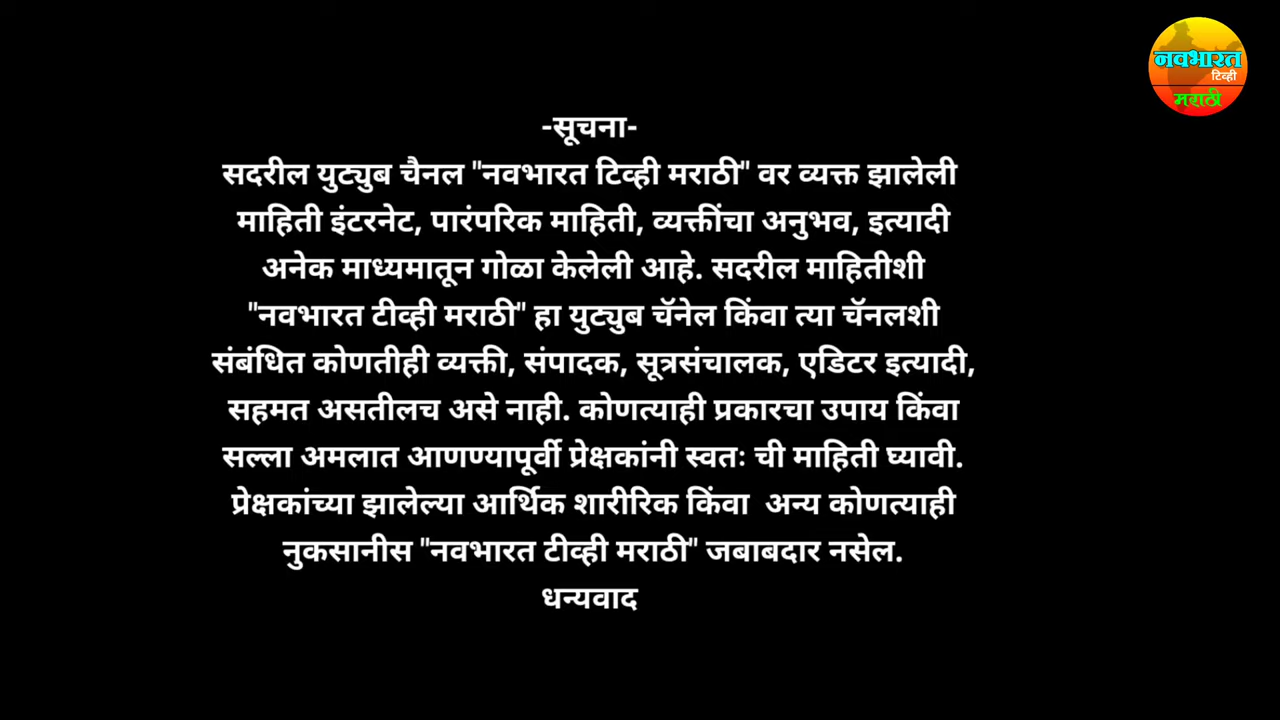 नवभारत
टिव्ही
मराठी
-सूचना-
सदरील युट्युब चैनल "नवभारत टिव्ही मराठी" वर व्यक्त झालेली
माहिती इंटरनेट, पारंपरिक माहिती, व्यक्तींचा अनुभव, इत्यादी
अनेक माध्यमातून गोळा केलेली आहे. सदरील माहितीशी
"नवभारत टीव्ही मराठी" हा युट्युब चॅनेल किंवा त्या चॅनलशी
संबंधित कोणतीही व्यक्ती, संपादक, सूत्रसंचालक, एडिटर इत्यादी,
सहमत असतीलच असे नाही. कोणत्याही प्रकारचा उपाय किंवा
सल्ला अमलात आणण्यापूर्वी प्रेक्षकांनी स्वतः ची माहिती घ्यावी.
प्रेक्षकांच्या झालेल्या आर्थिक शारीरिक किंवा  अन्य कोणत्याही
नुकसानीस "नवभारत टीव्ही मराठी" जबाबदार नसेल.
धन्यवाद